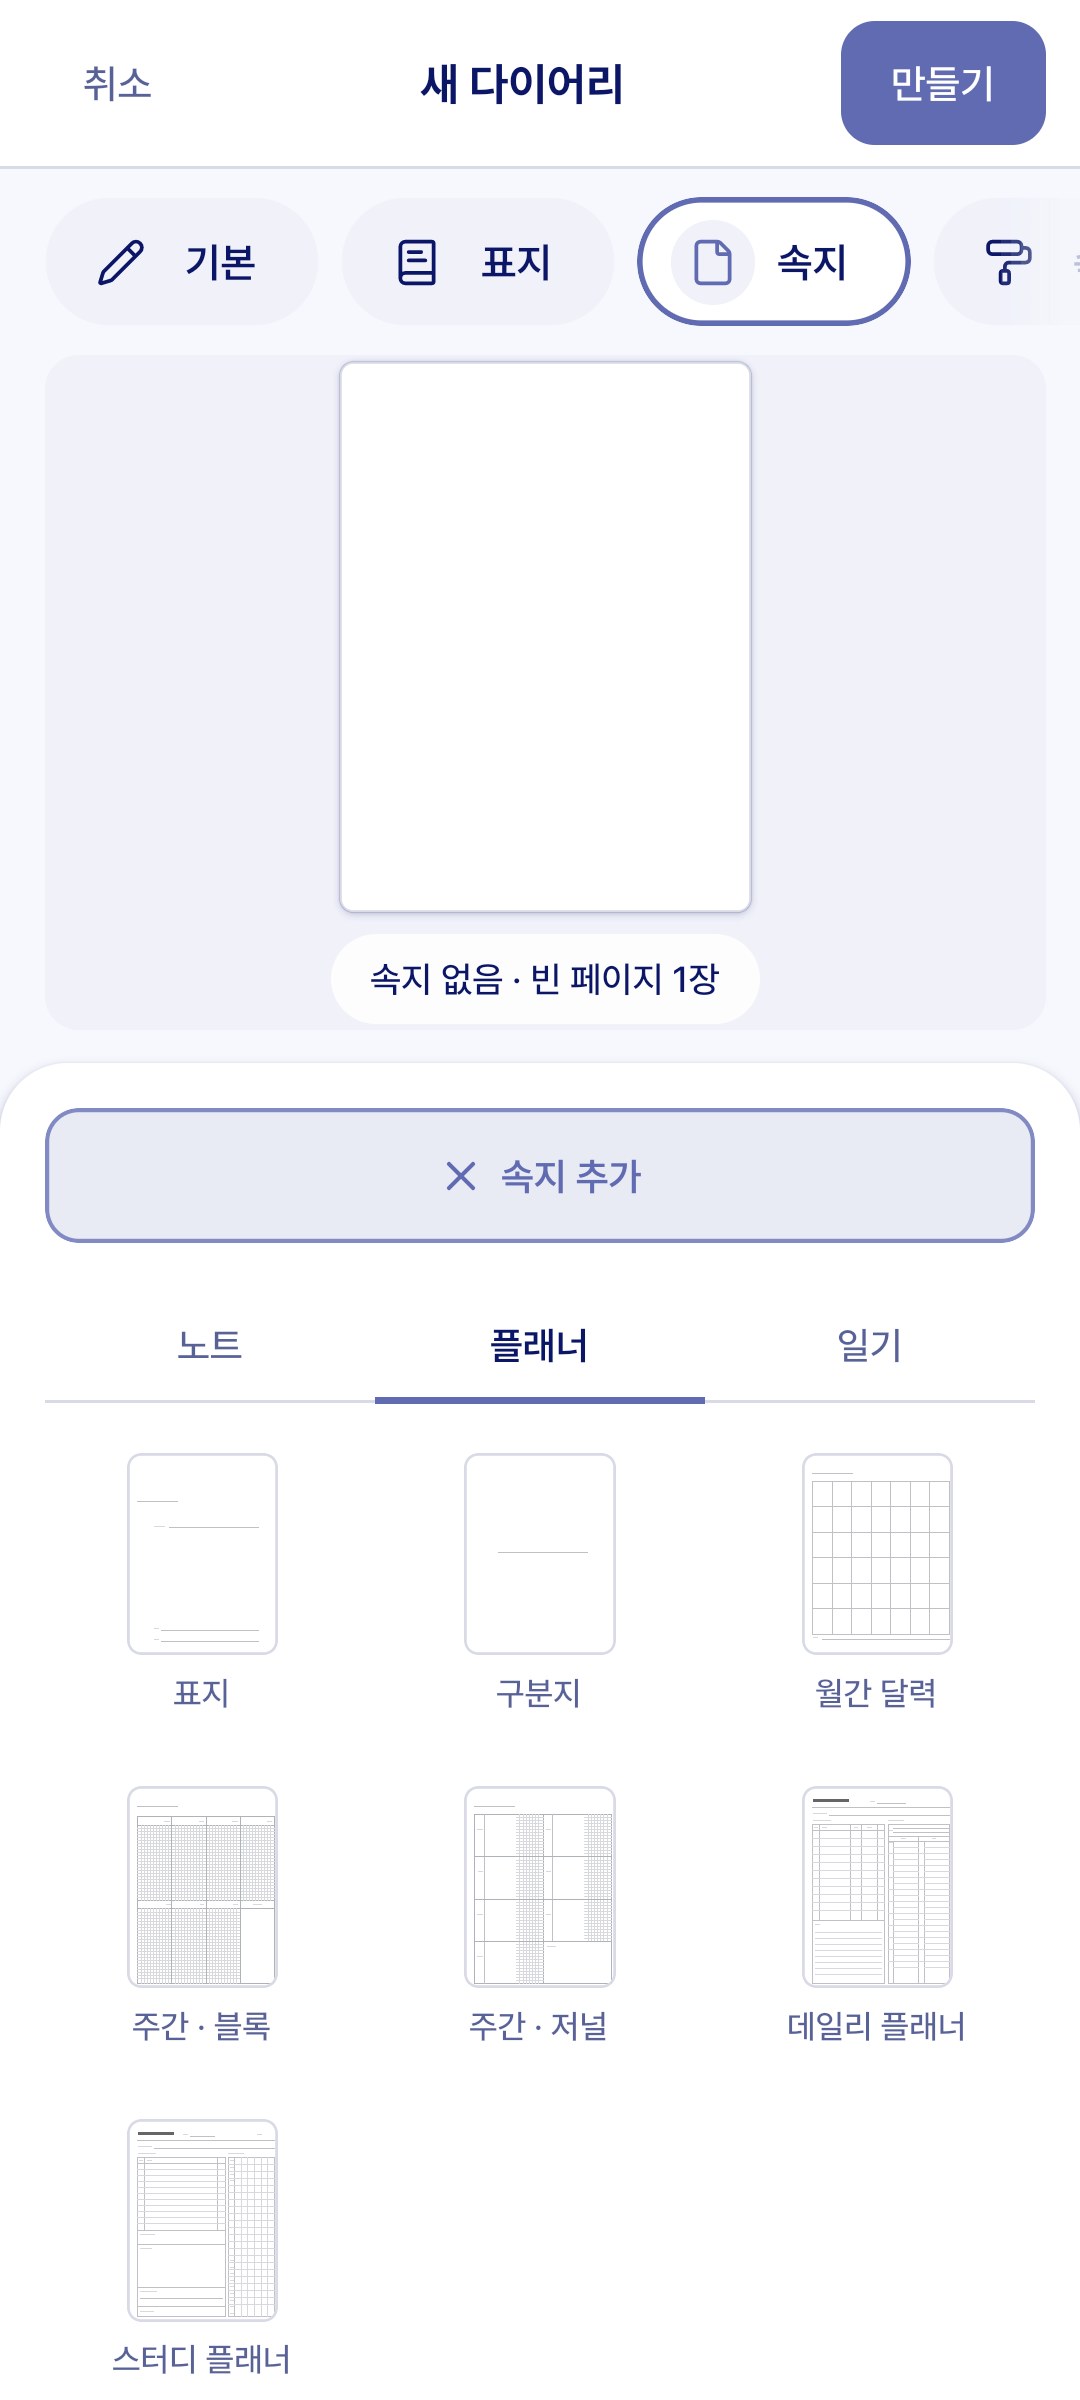 취소
새 다이어리
만들기
기본
표지
속지
속지 없음 · 빈 페이지 1장
속지 추가
노트
플래너
일기
표지
구분지
월간 달력
주간 · 블록
주간 · 저널
데일리 플래너
스터디 플래너